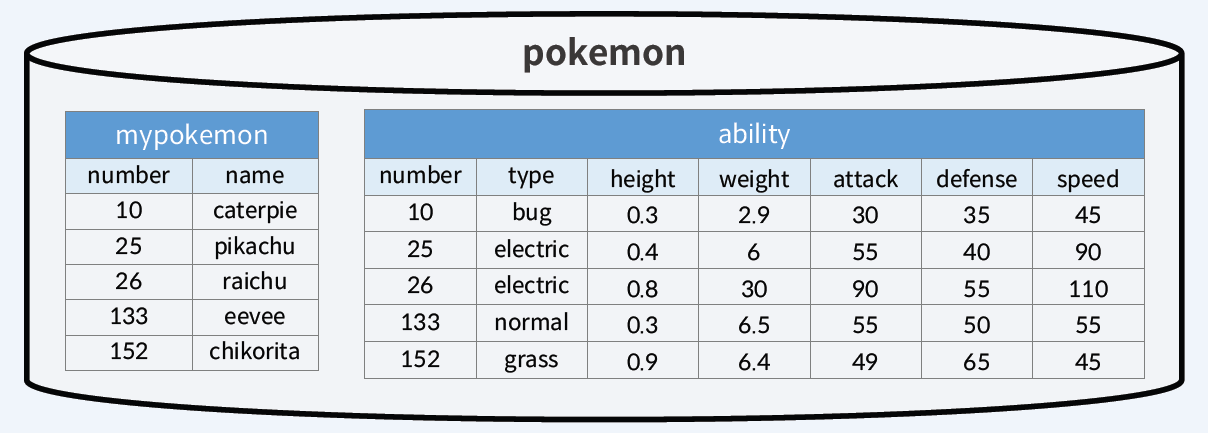 pokemon
mypokemon
number name
10 caterpie
25 pikachu
26 raichu
133 eevee
152 chikorita
ability
number type height weight attack defense speed
10 bug 0.3 2.9 30 35 45
25 electric 0.4 6 55 40 90
26 electric 0.8 30 90 55 110
133 normal 0.3 6.5 55 50 55
152 grass 0.9 6.4 49 65 45